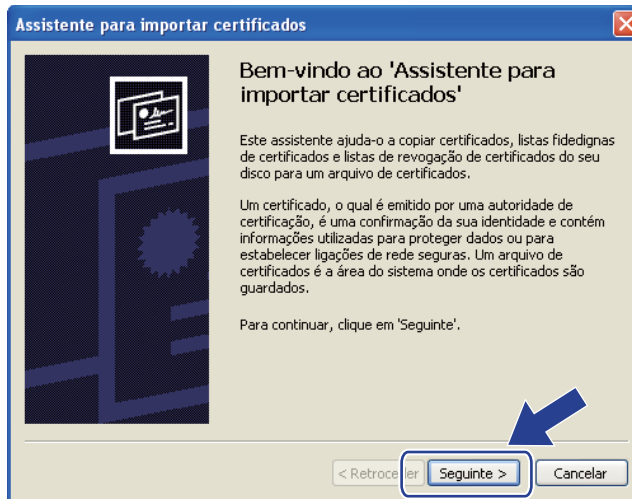 Assistente para importar certificados
Bem-vindo ao 'Assistente para
importar certificados'
Este assistente ajuda-o a copiar certificados, listas fidedignas
de certificados e listas de revogação de certificados do seu
disco para um arquivo de certificados.
Um certificado, o qual é emitido por uma autoridade de
certificação, é uma confirmação da sua identidade e contém
informações utilizadas para proteger dados ou para
estabelecer ligações de rede seguras. Um arquivo de
certificados é a área do sistema onde os certificados são
guardados.
Para continuar, clique em 'Seguinte'.
< Retroceder
Seguinte >
Cancelar